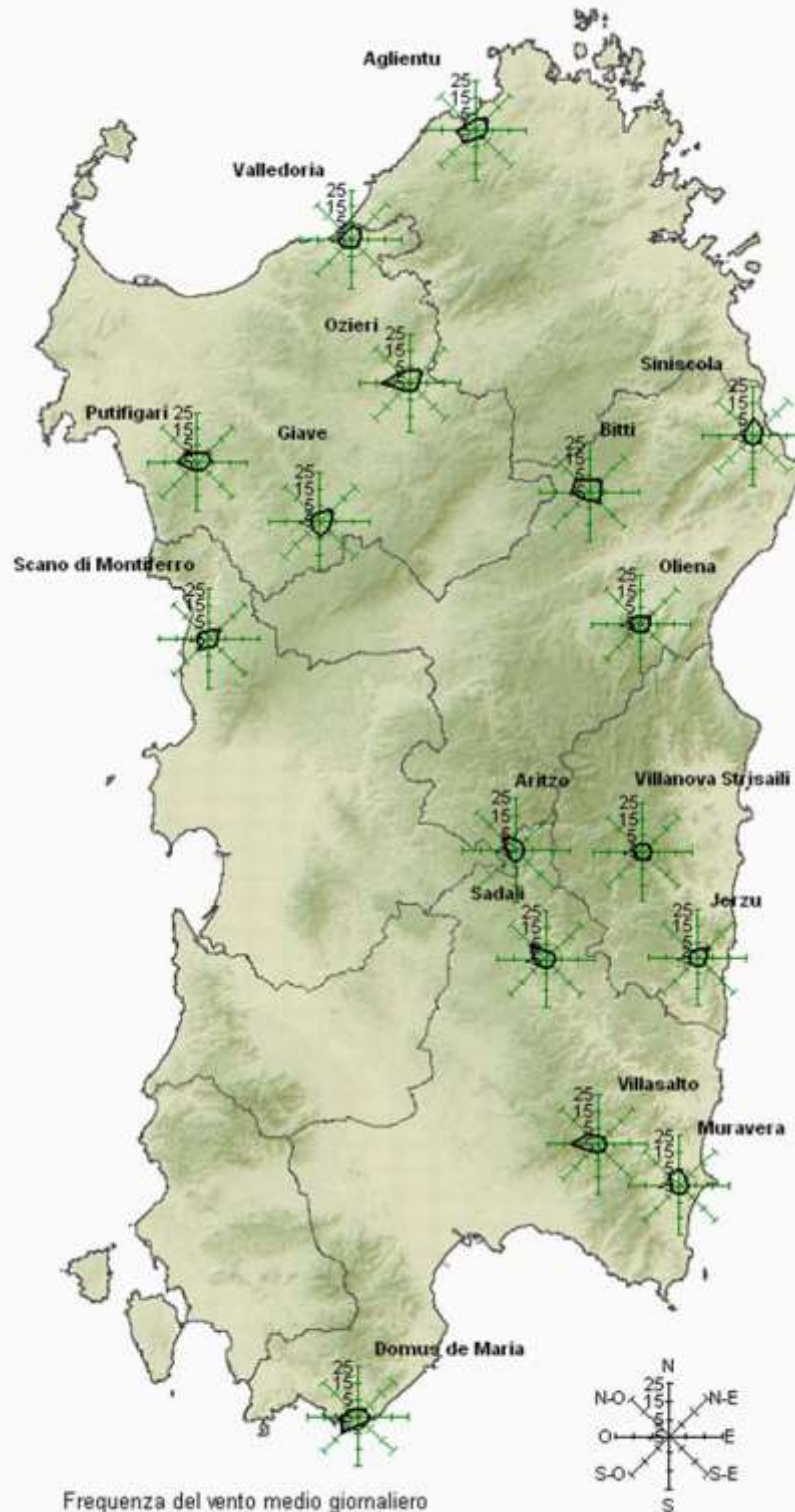 Aglientu
25
15
5
Valledoria
25
15
5
Ozieri
25
15
5
Siniscola
25
15
5
Putifigari
25
15
5
Giave
25
15
5
Bitti
25
15
5
Scano di Montiferro
25
15
5
Oliena
25
15
5
Aritzo
25
15
5
Villanova Strisaili
25
15
5
Sadali
25
15
5
Jerzu
25
15
5
Villasalto
25
15
5
Muravera
25
15
5
Domus de Maria
25
15
5
N
25
15
5
N-O
N-E
O
E
S-O
S-E
S
Frequenza del vento medio giornaliero